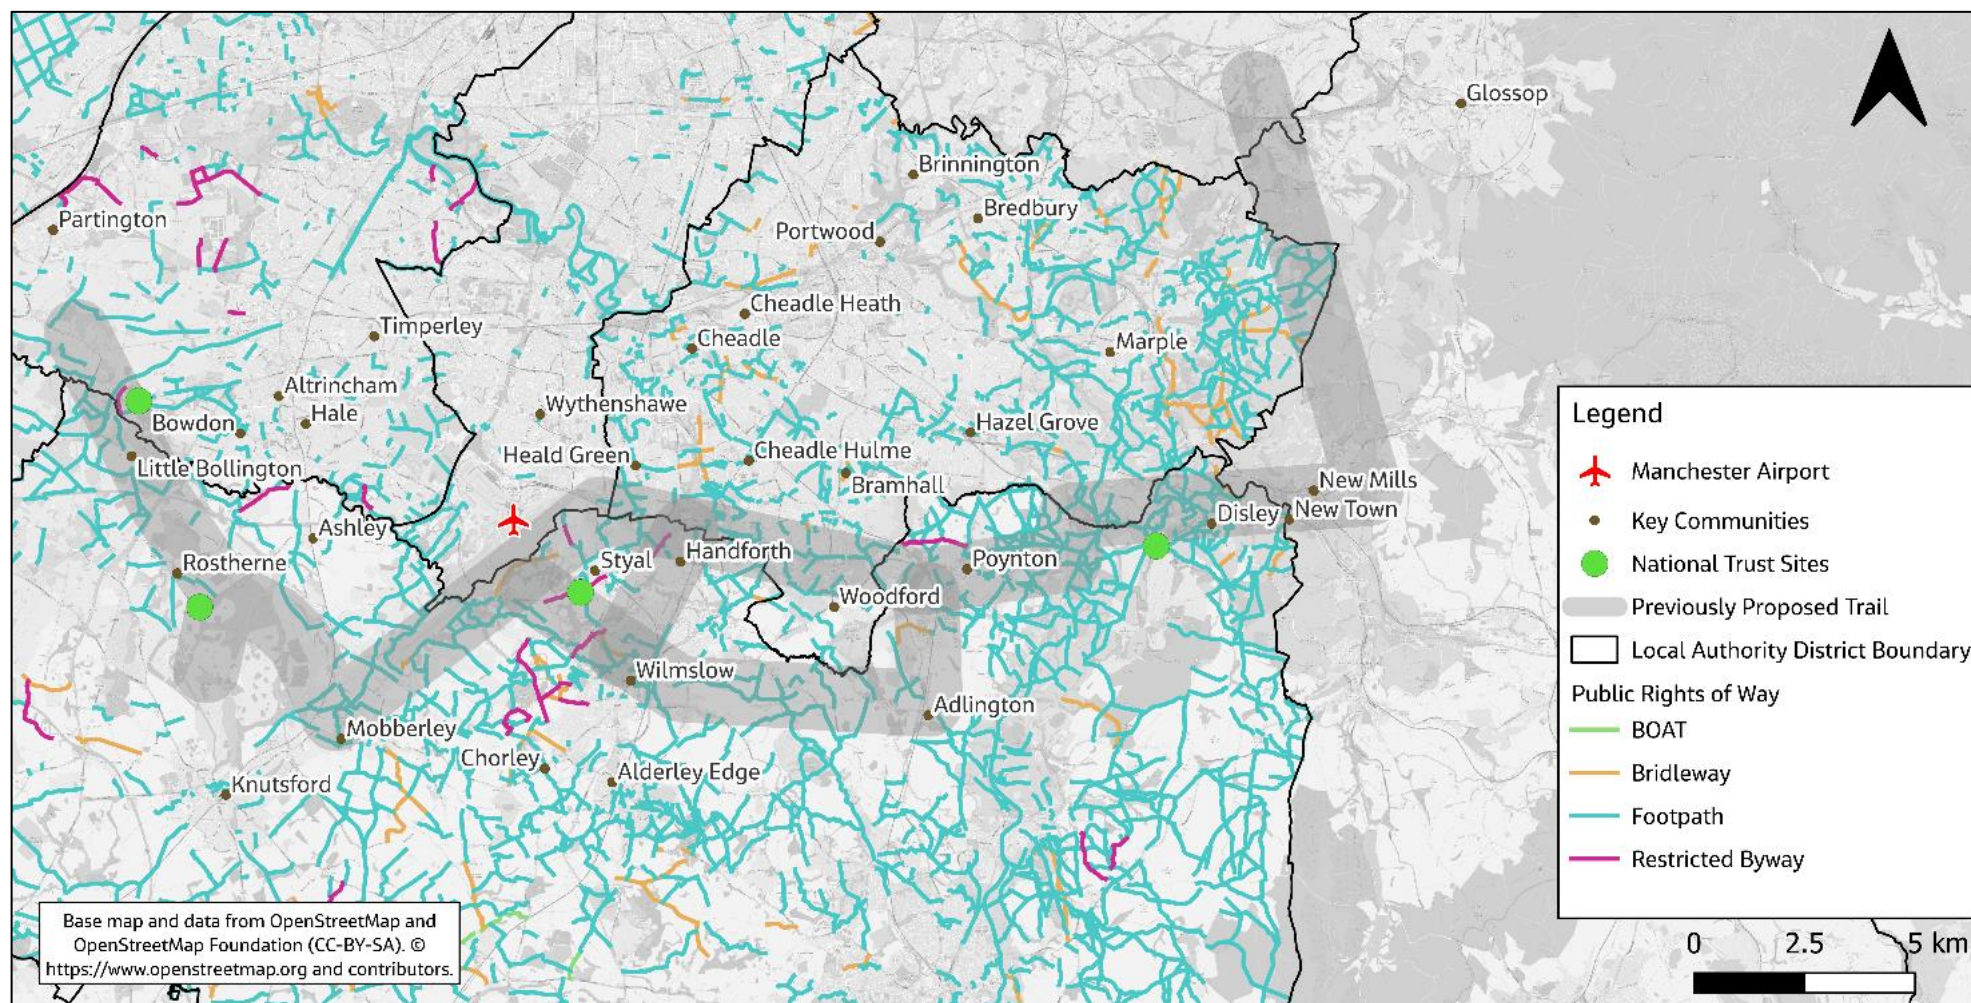 Glossop
Brinnington
Bredbury
Partington
Portwood
Cheadle Heath
Timperley
Cheadle
Marple
Altrincham
Hale
Wythenshawe
Bowdon
Hazel Grove
Little Bollington
Heald Green
Cheadle Hulme
Bramhall
New Mills
Disley
New Town
Ashley
Rostherne
Styal
Handforth
Poynton
Woodford
Wilmslow
Adlington
Mobberley
Chorley
Alderley Edge
Knutsford
Legend
Manchester Airport
Key Communities
National Trust Sites
Previously Proposed Trail
Local Authority District Boundary
Public Rights of Way
BOAT
Bridleway
Footpath
Restricted Byway
Base map and data from OpenStreetMap and
OpenStreetMap Foundation (CC-BY-SA). ©
https://www.openstreetmap.org and contributors.
0 2.5 5 km